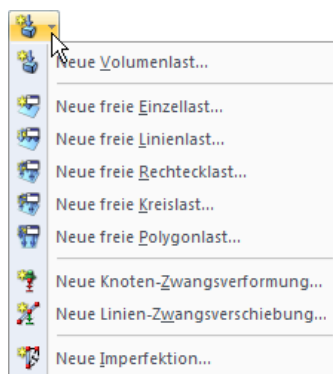 Neue Volumenlast...
Neue freie Einzellast...
Neue freie Linienlast...
Neue freie Rechtecklast...
Neue freie Kreislast...
Neue freie Polygonlast...
Neue Knoten-Zwangsverformung...
Neue Linien-Zwangsverschiebung...
Neue Imperfektion...